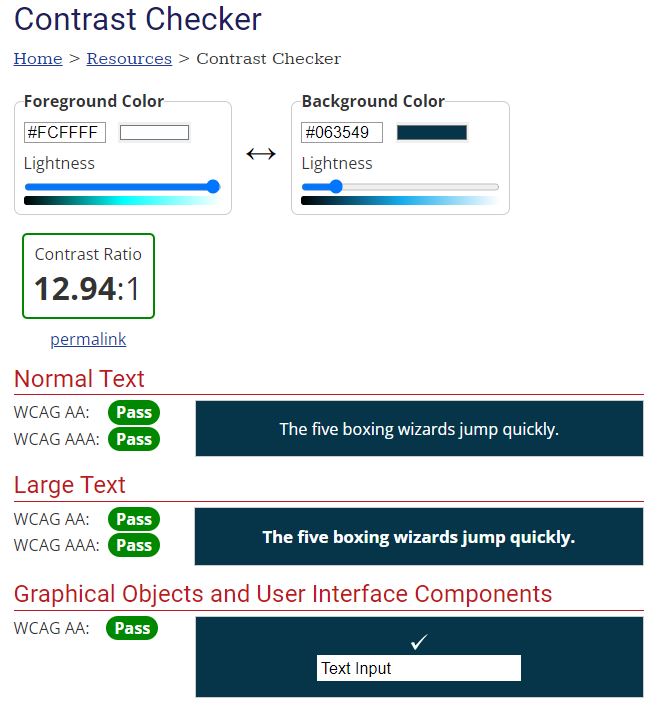 Contrast Checker
Home > Resources > Contrast Checker
Foreground Color
#FCFFFF
Lightness
Background Color
#063549
Lightness
Contrast Ratio
12.94:1
permalink
Normal Text
WCAG AA: Pass
WCAG AAA: Pass
The five boxing wizards jump quickly.
Large Text
WCAG AA: Pass
WCAG AAA: Pass
The five boxing wizards jump quickly.
Graphical Objects and User Interface Components
WCAG AA: Pass
Text Input